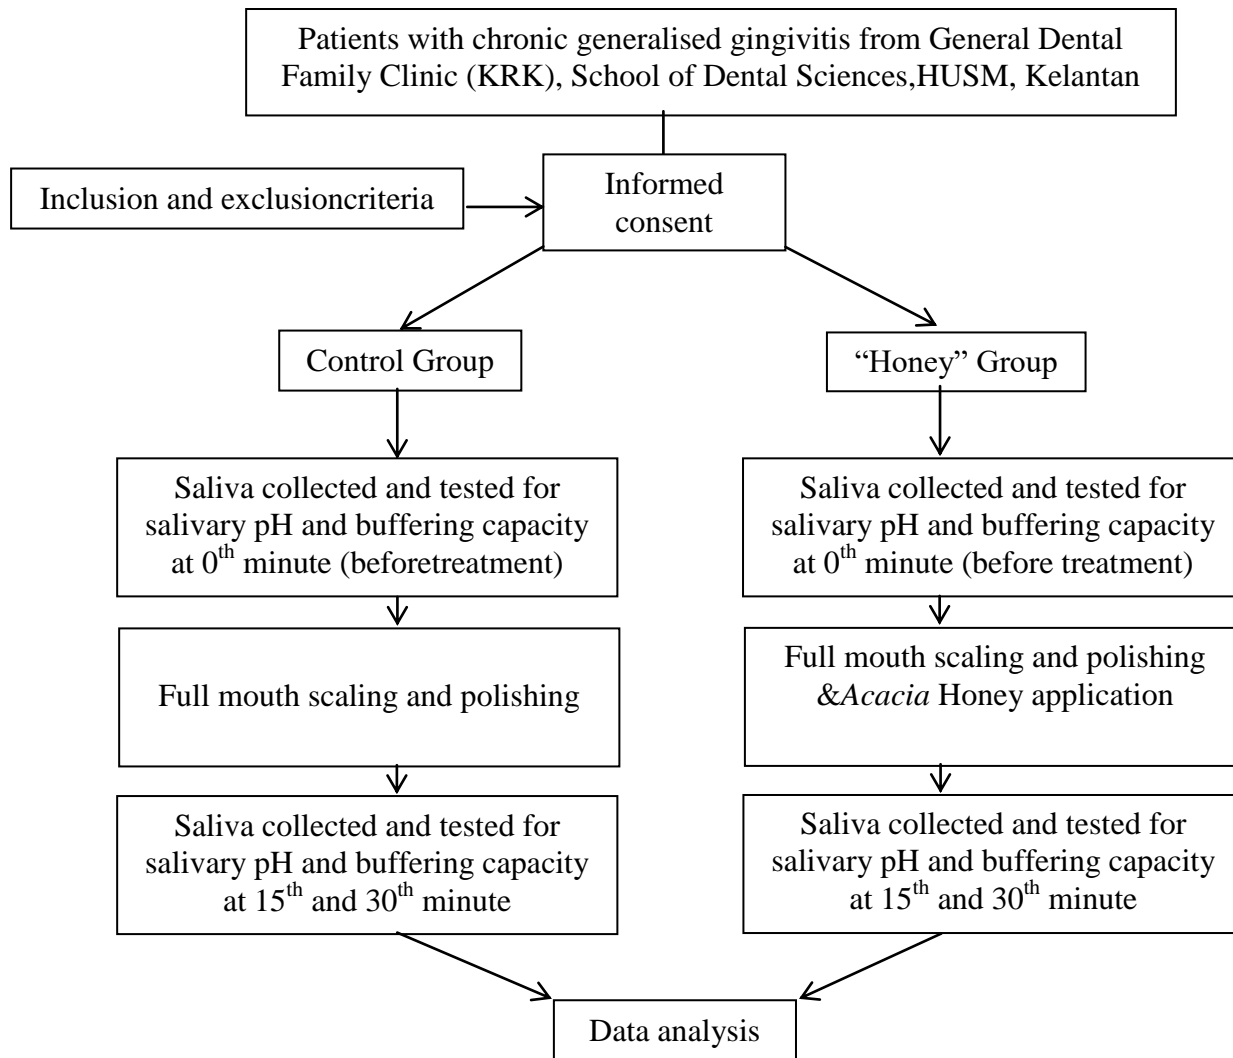 Patients with chronic generalised gingivitis from General Dental
Family Clinic (KRK), School of Dental Sciences,HUSM, Kelantan
Inclusion and exclusioncriteria
Informed
consent
Control Group
“Honey” Group
Saliva collected and tested for
salivary pH and buffering capacity
at 0th minute (beforetreatment)
Saliva collected and tested for
salivary pH and buffering capacity
at 0th minute (before treatment)
Full mouth scaling and polishing
Full mouth scaling and polishing
&Acacia Honey application
Saliva collected and tested for
salivary pH and buffering capacity
at 15th and 30th minute
Saliva collected and tested for
salivary pH and buffering capacity
at 15th and 30th minute
Data analysis